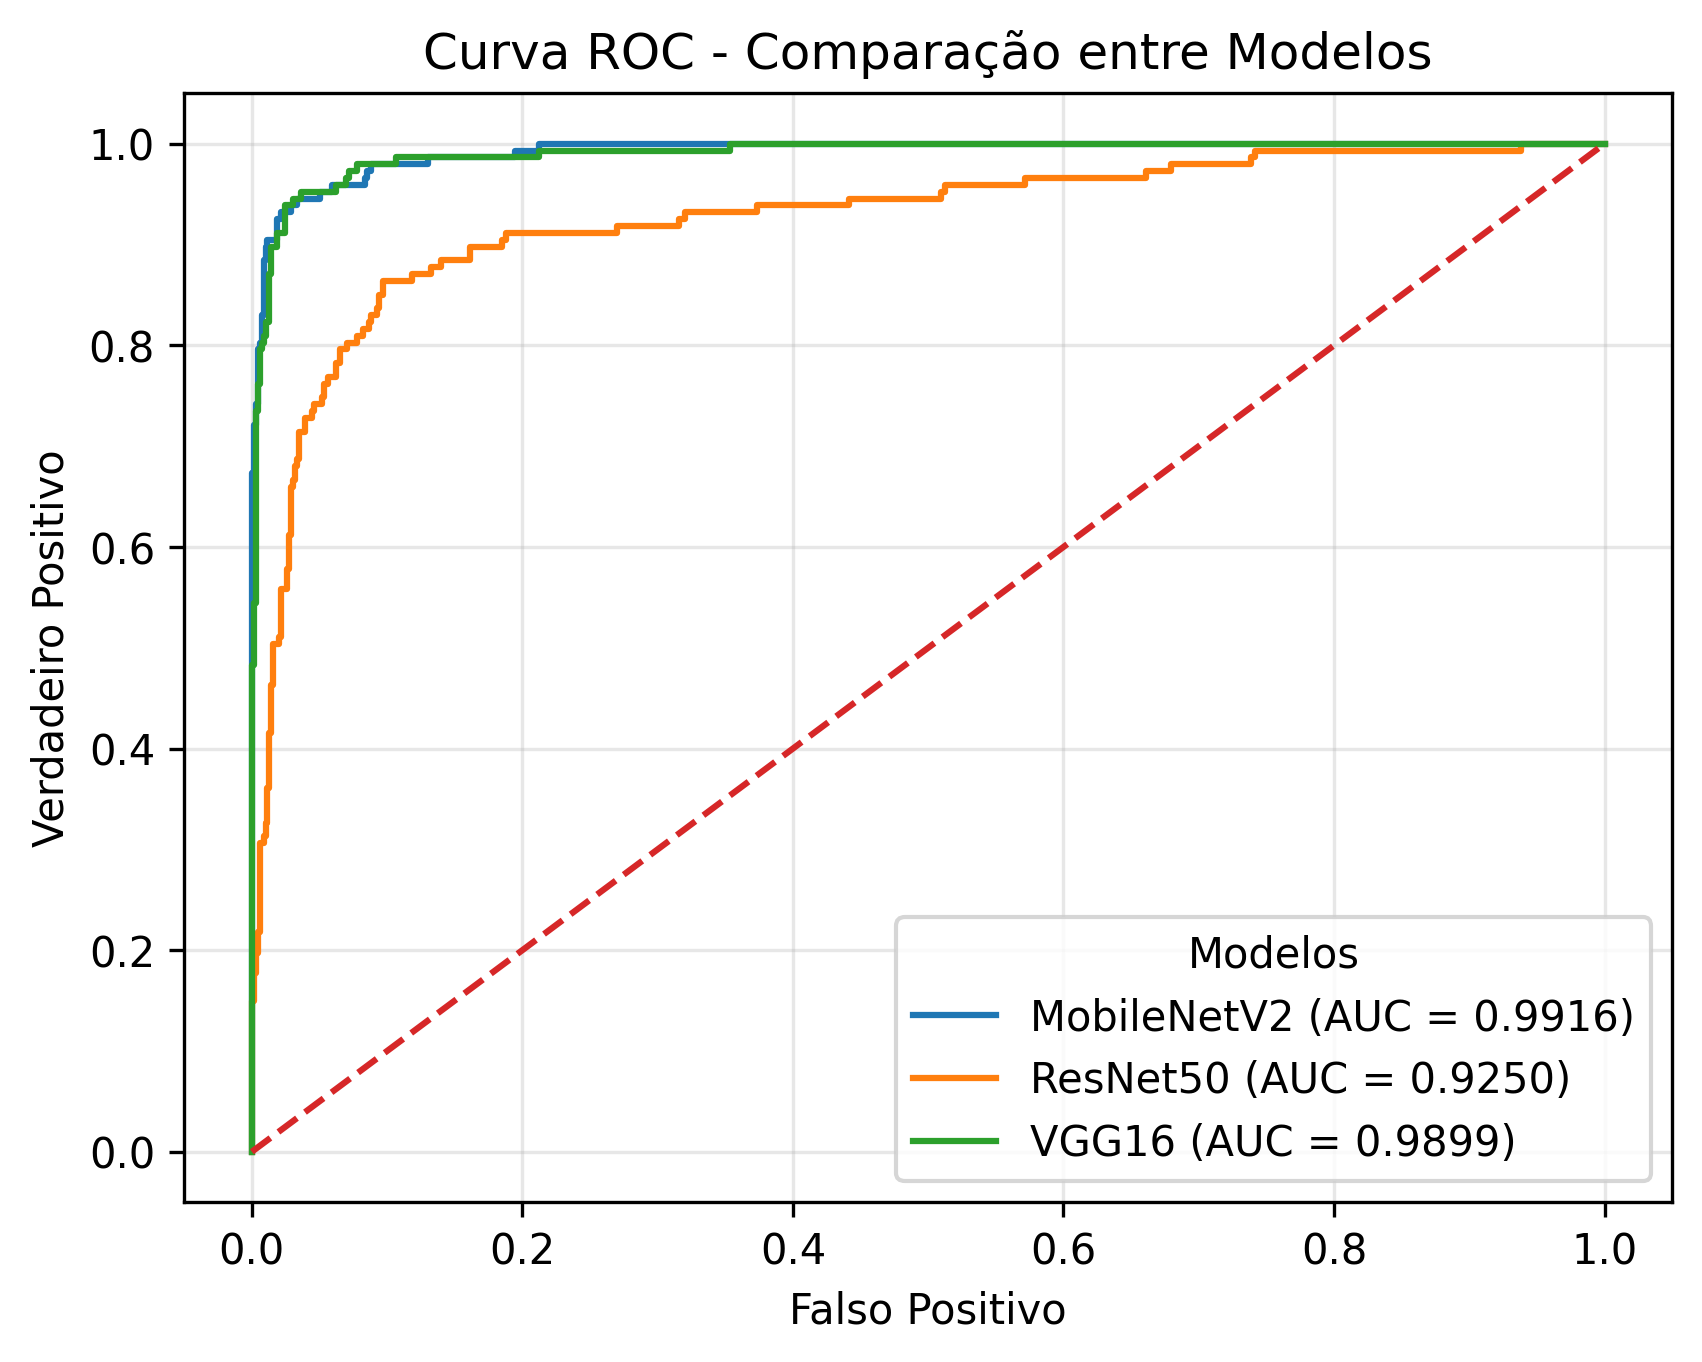 Curva ROC - Comparação entre Modelos
1.0
0.8
0.6
0.4
0.2
0.0
Verdadeiro Positivo
Modelos
MobileNetV2 (AUC = 0.9916)
ResNet50 (AUC = 0.9250)
VGG16 (AUC = 0.9899)
0.0 0.2 0.4 0.6 0.8 1.0
Falso Positivo